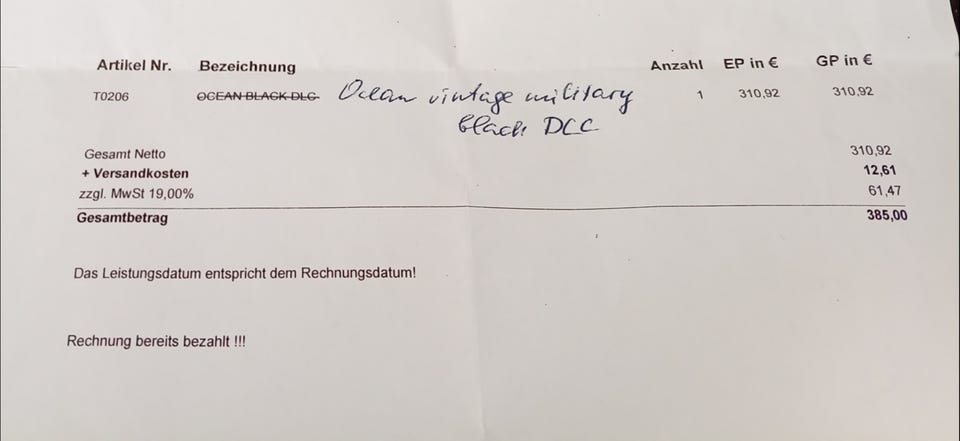 Artikel Nr. Bezeichnung Anzahl EP in € GP in €
T0206 OCEAN BLACK DLC Ocean vintage military 1 310,92 310,92
black DLC
Gesamt Netto 310,92
+ Versandkosten 12,61
zzgl. MwSt 19,00% 61,47
Gesamtbetrag 385,00
Das Leistungsdatum entspricht dem Rechnungsdatum!
Rechnung bereits bezahlt !!!